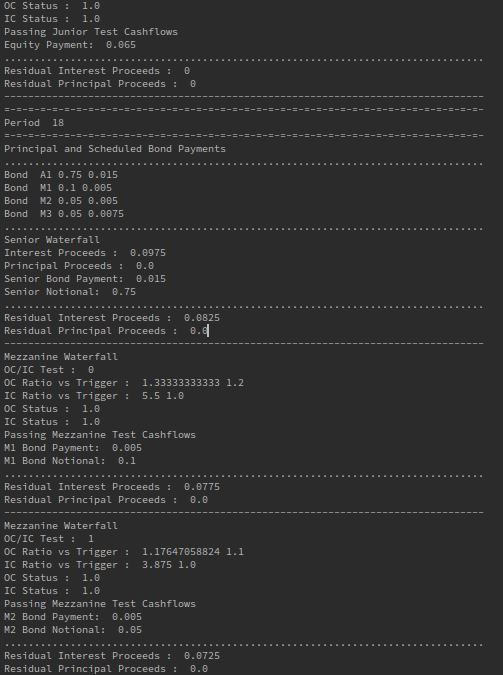 OC Status :  1.0
IC Status :  1.0
Passing Junior Test Cashflows
Equity Payment:  0.065
................................................................................
Residual Interest Proceeds :  0
Residual Principal Proceeds :  0
--------------------------------------------------------------------------------
=-=-=-=-=-=-=-=-=-=-=-=-=-=-=-=-=-=-=-=-=-=-=-=-=-=-=-=-=-=-=-=-=-=-=-=-=-=-=-=-
Period  18
=-=-=-=-=-=-=-=-=-=-=-=-=-=-=-=-=-=-=-=-=-=-=-=-=-=-=-=-=-=-=-=-=-=-=-=-=-=-=-=-
Principal and Scheduled Bond Payments
................................................................................
Bond  A1 0.75 0.015
Bond  M1 0.1 0.005
Bond  M2 0.05 0.005
Bond  M3 0.05 0.0075
................................................................................
Senior Waterfall
Interest Proceeds :  0.0975
Principal Proceeds :  0.0
Senior Bond Payment:  0.015
Senior Notional:  0.75
................................................................................
Residual Interest Proceeds :  0.0825
Residual Principal Proceeds :  0.0
--------------------------------------------------------------------------------
Mezzanine Waterfall
OC/IC Test :  0
OC Ratio vs Trigger :  1.33333333333 1.2
IC Ratio vs Trigger :  5.5 1.0
OC Status :  1.0
IC Status :  1.0
Passing Mezzanine Test Cashflows
M1 Bond Payment:  0.005
M1 Bond Notional:  0.1
................................................................................
Residual Interest Proceeds :  0.0775
Residual Principal Proceeds :  0.0
--------------------------------------------------------------------------------
Mezzanine Waterfall
OC/IC Test :  1
OC Ratio vs Trigger :  1.17647058824 1.1
IC Ratio vs Trigger :  3.875 1.0
OC Status :  1.0
IC Status :  1.0
Passing Mezzanine Test Cashflows
M2 Bond Payment:  0.005
M2 Bond Notional:  0.05
................................................................................
Residual Interest Proceeds :  0.0725
Residual Principal Proceeds :  0.0